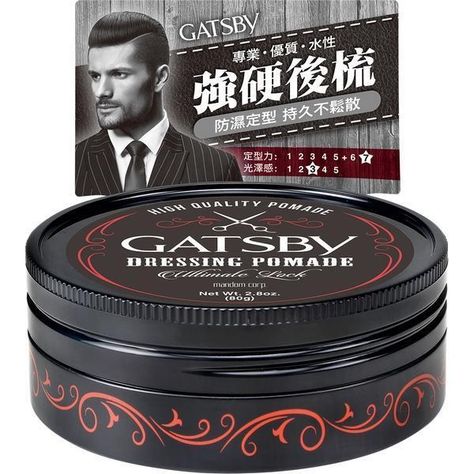 GATSBY
專業・優質・水性
強硬後梳
防濕定型 持久不鬆散
定型力： 1 2 3 4 5+6 7
光澤感： 1 2 3 4 5
HIGH QUALITY POMADE
GATSBY
DRESSING POMADE
Ultimate Lock
mandom corp.
Net Wt. 2.8oz.
(80g)